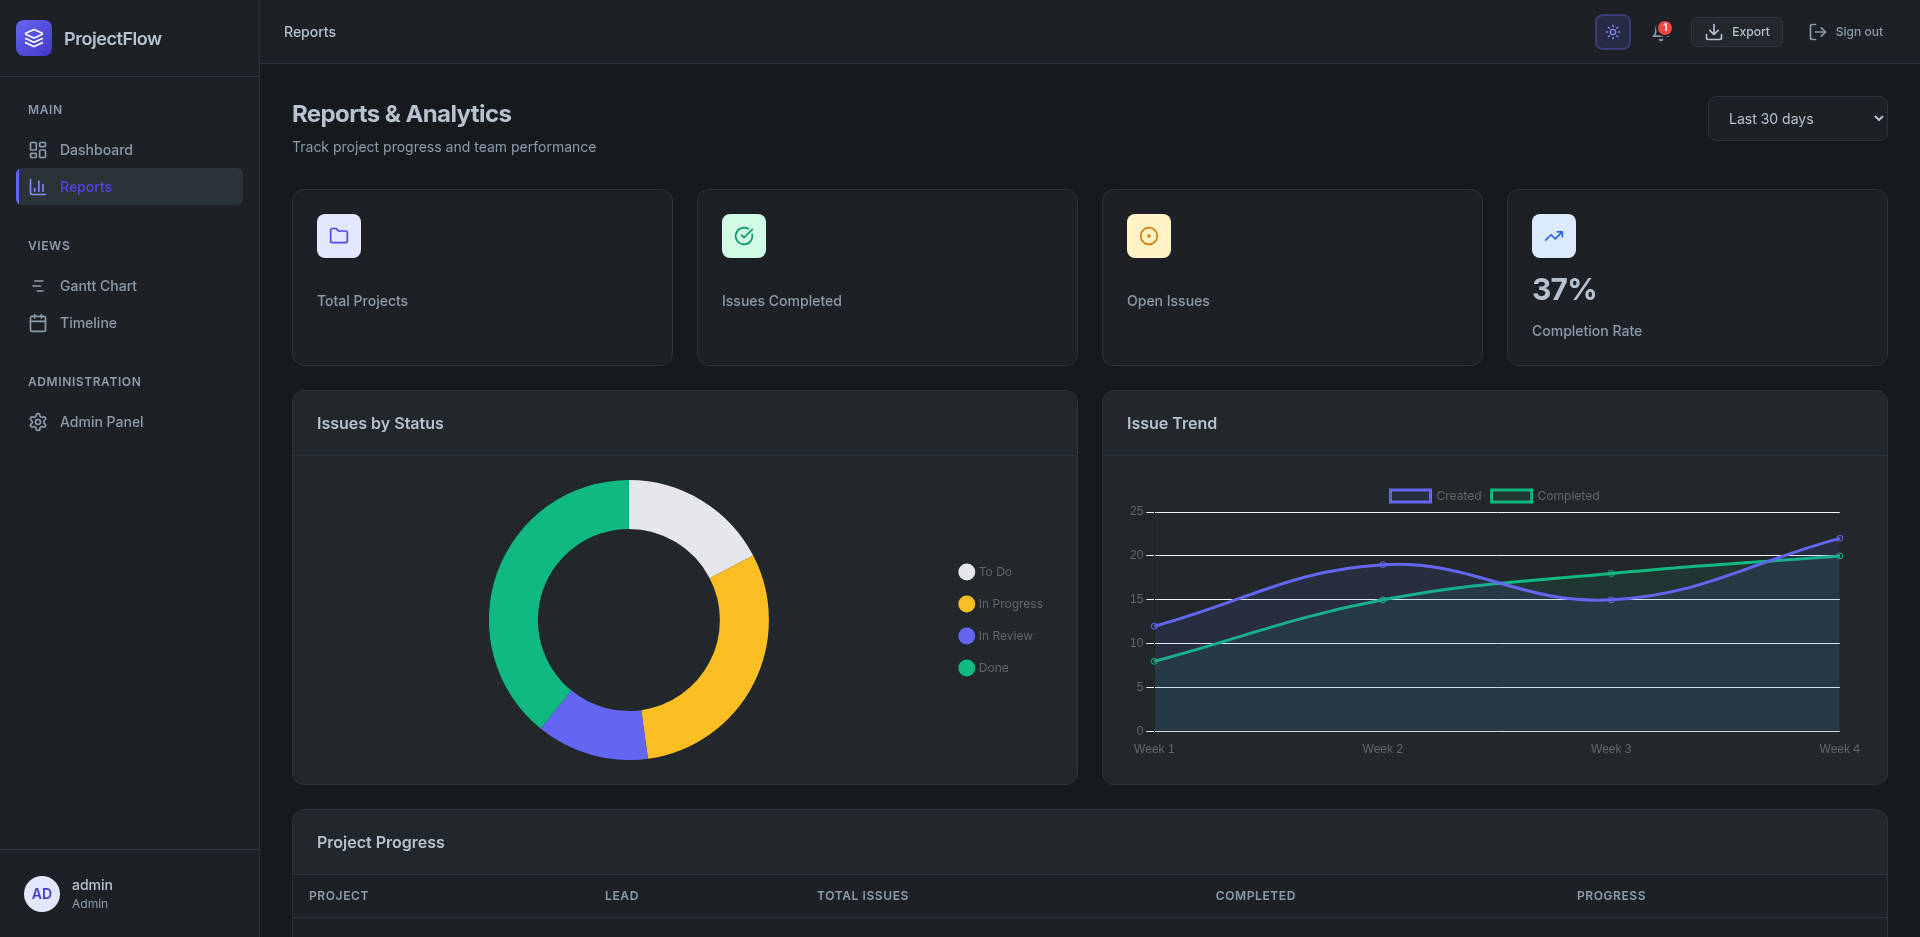 ProjectFlow
MAIN
Dashboard
Reports
VIEWS
Gantt Chart
Timeline
ADMINISTRATION
Admin Panel
AD
admin
Admin
Reports
1
Export
Sign out
Reports & Analytics
Track project progress and team performance
Last 30 days
Total Projects
Issues Completed
Open Issues
37%
Completion Rate
Issues by Status
To Do
In Progress
In Review
Done
Issue Trend
Created Completed
25
20
15
10
5
0
Week 1 Week 2 Week 3 Week 4
Project Progress
PROJECT LEAD TOTAL ISSUES COMPLETED PROGRESS